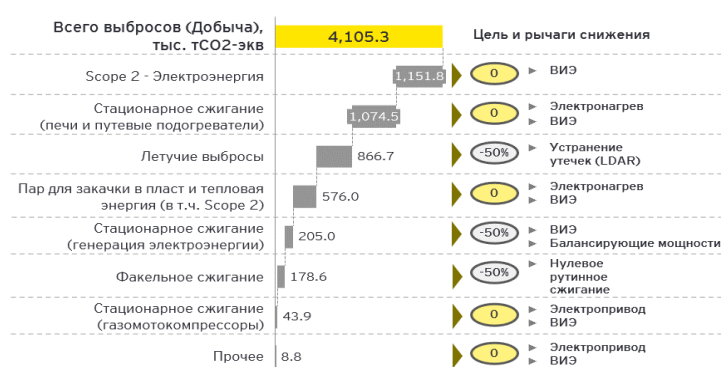 Всего выбросов (Добыча),
тыс. тCO2-экв
4,105.3
Цель и рычаги снижения
Scope 2 - Электроэнергия
1,151.8
0
ВИЭ
Стационарное сжигание
(печи и путевые подогреватели)
1,074.5
0
Электронагрев
ВИЭ
Летучие выбросы
866.7
-50%
Устранение
утечек (LDAR)
Пар для закачки в пласт и тепловая
энергия (в т.ч. Scope 2)
576.0
0
Электронагрев
ВИЭ
Стационарное сжигание
(генерация электроэнергии)
205.0
-50%
ВИЭ
Балансирующие мощности
Факельное сжигание
178.6
-50%
Нулевое
рутинное
сжигание
Стационарное сжигание
(газомотокомпрессоры)
43.9
0
Электропривод
ВИЭ
Прочее
8.8
0
Электропривод
ВИЭ